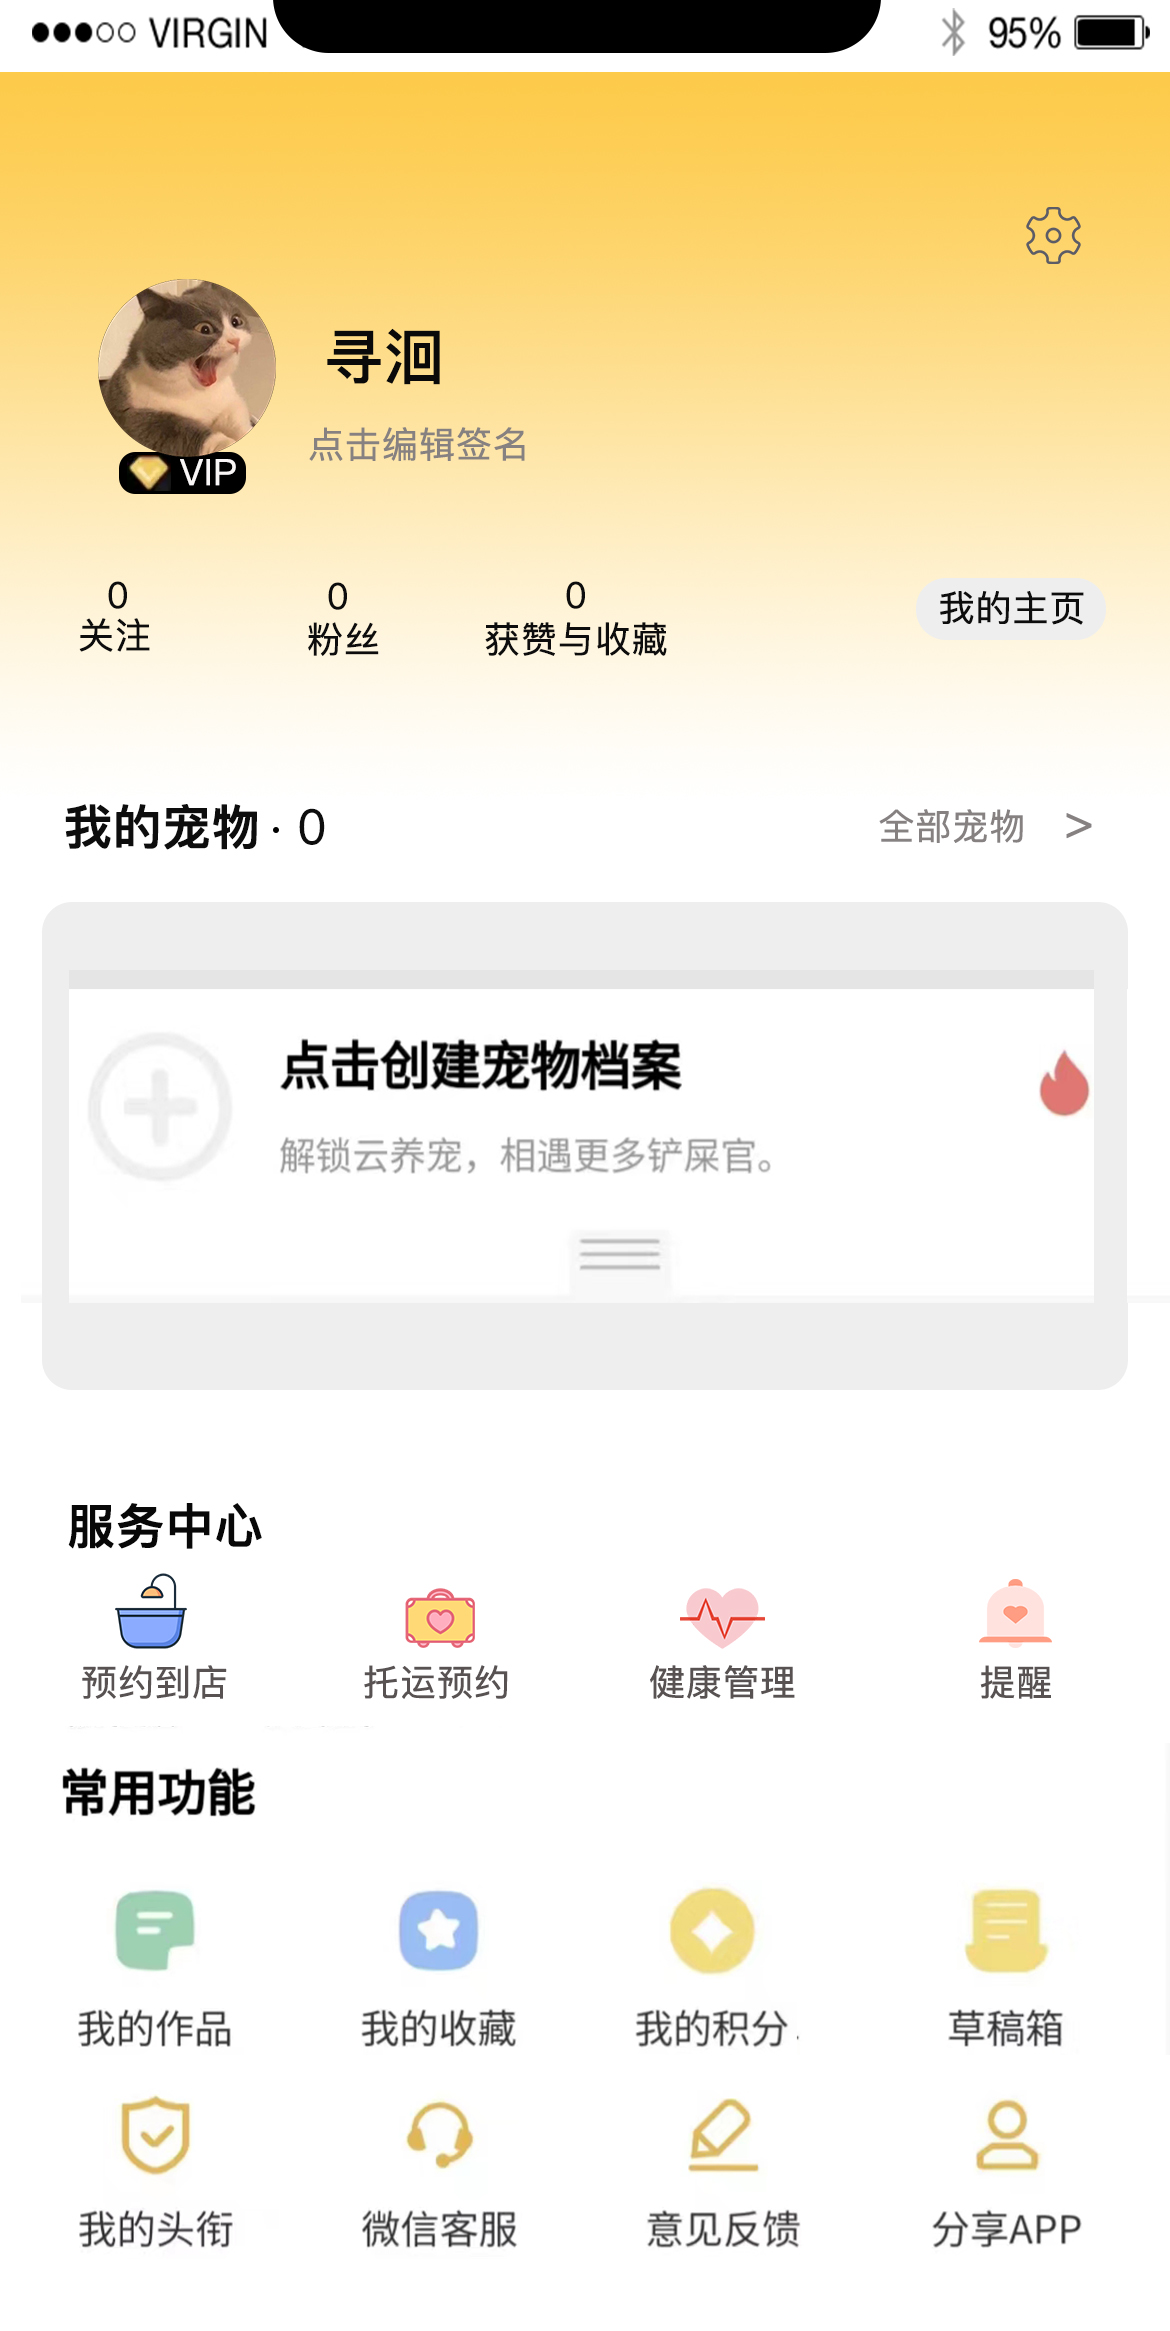 VIRGIN 95%
寻洄
点击编辑签名
VIP
0 0 0
关注 粉丝 获赞与收藏 我的主页
我的宠物 · 0 全部宠物 >
点击创建宠物档案
解锁云养宠，相遇更多铲屎官。
服务中心
预约到店 托运预约 健康管理 提醒
常用功能
我的作品 我的收藏 我的积分. 草稿箱
我的头衔 微信客服 意见反馈 分享APP